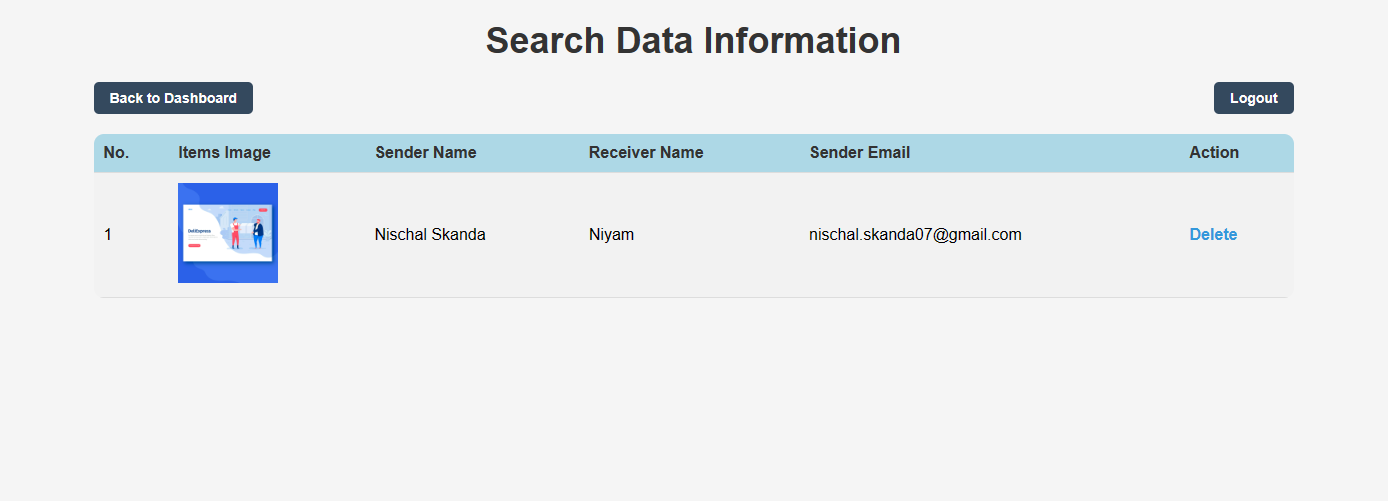 Search Data Information
Back to Dashboard
Logout
No. Items Image Sender Name Receiver Name Sender Email Action
1 Nischal Skanda Niyam nischal.skanda07@gmail.com Delete